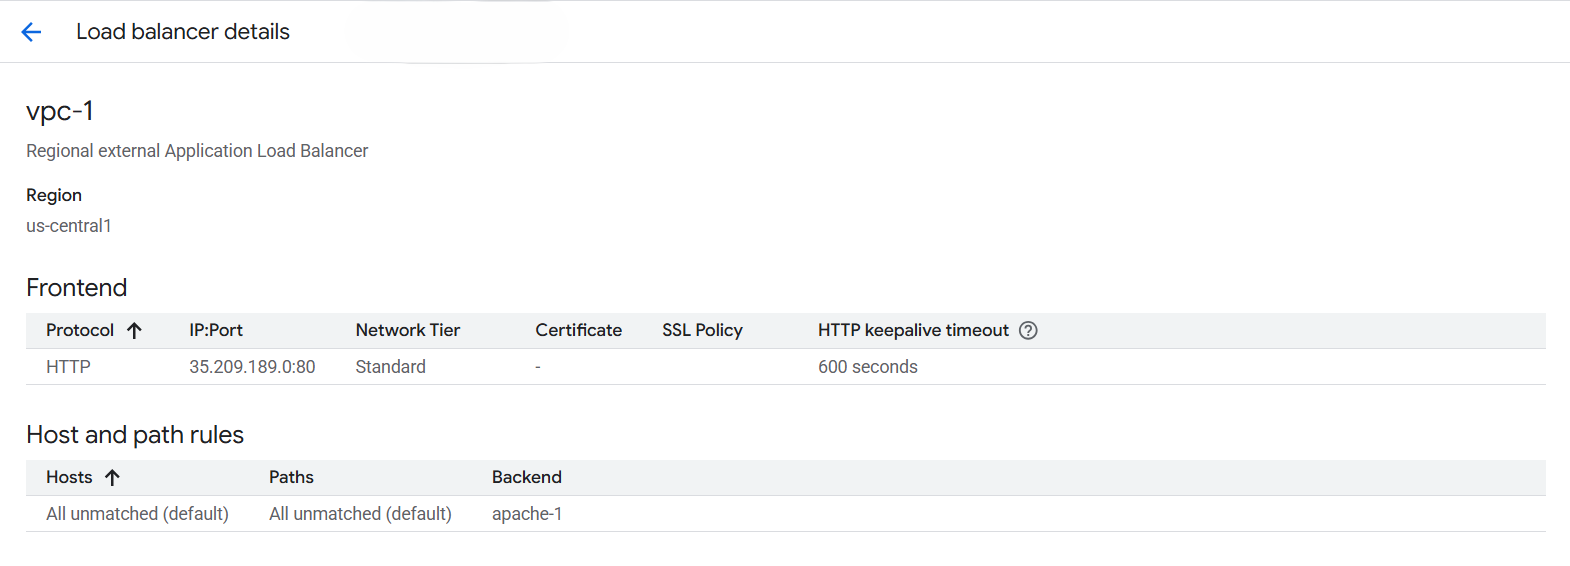 Load balancer details
vpc-1
Regional external Application Load Balancer
Region
us-central1
Frontend
Protocol IP:Port Network Tier Certificate SSL Policy HTTP keepalive timeout
HTTP 35.209.189.0:80 Standard - 600 seconds
Host and path rules
Hosts Paths Backend
All unmatched (default) All unmatched (default) apache-1